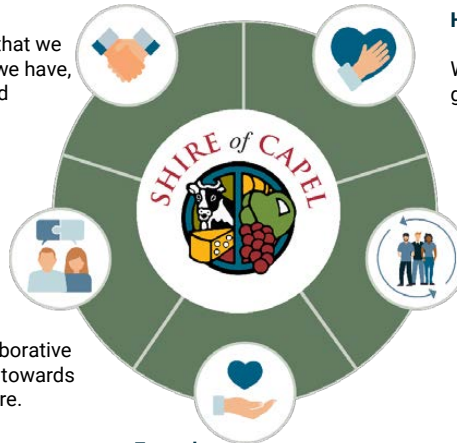 that we
we have,
SHIRE of CAPEL
borative
towards
re.